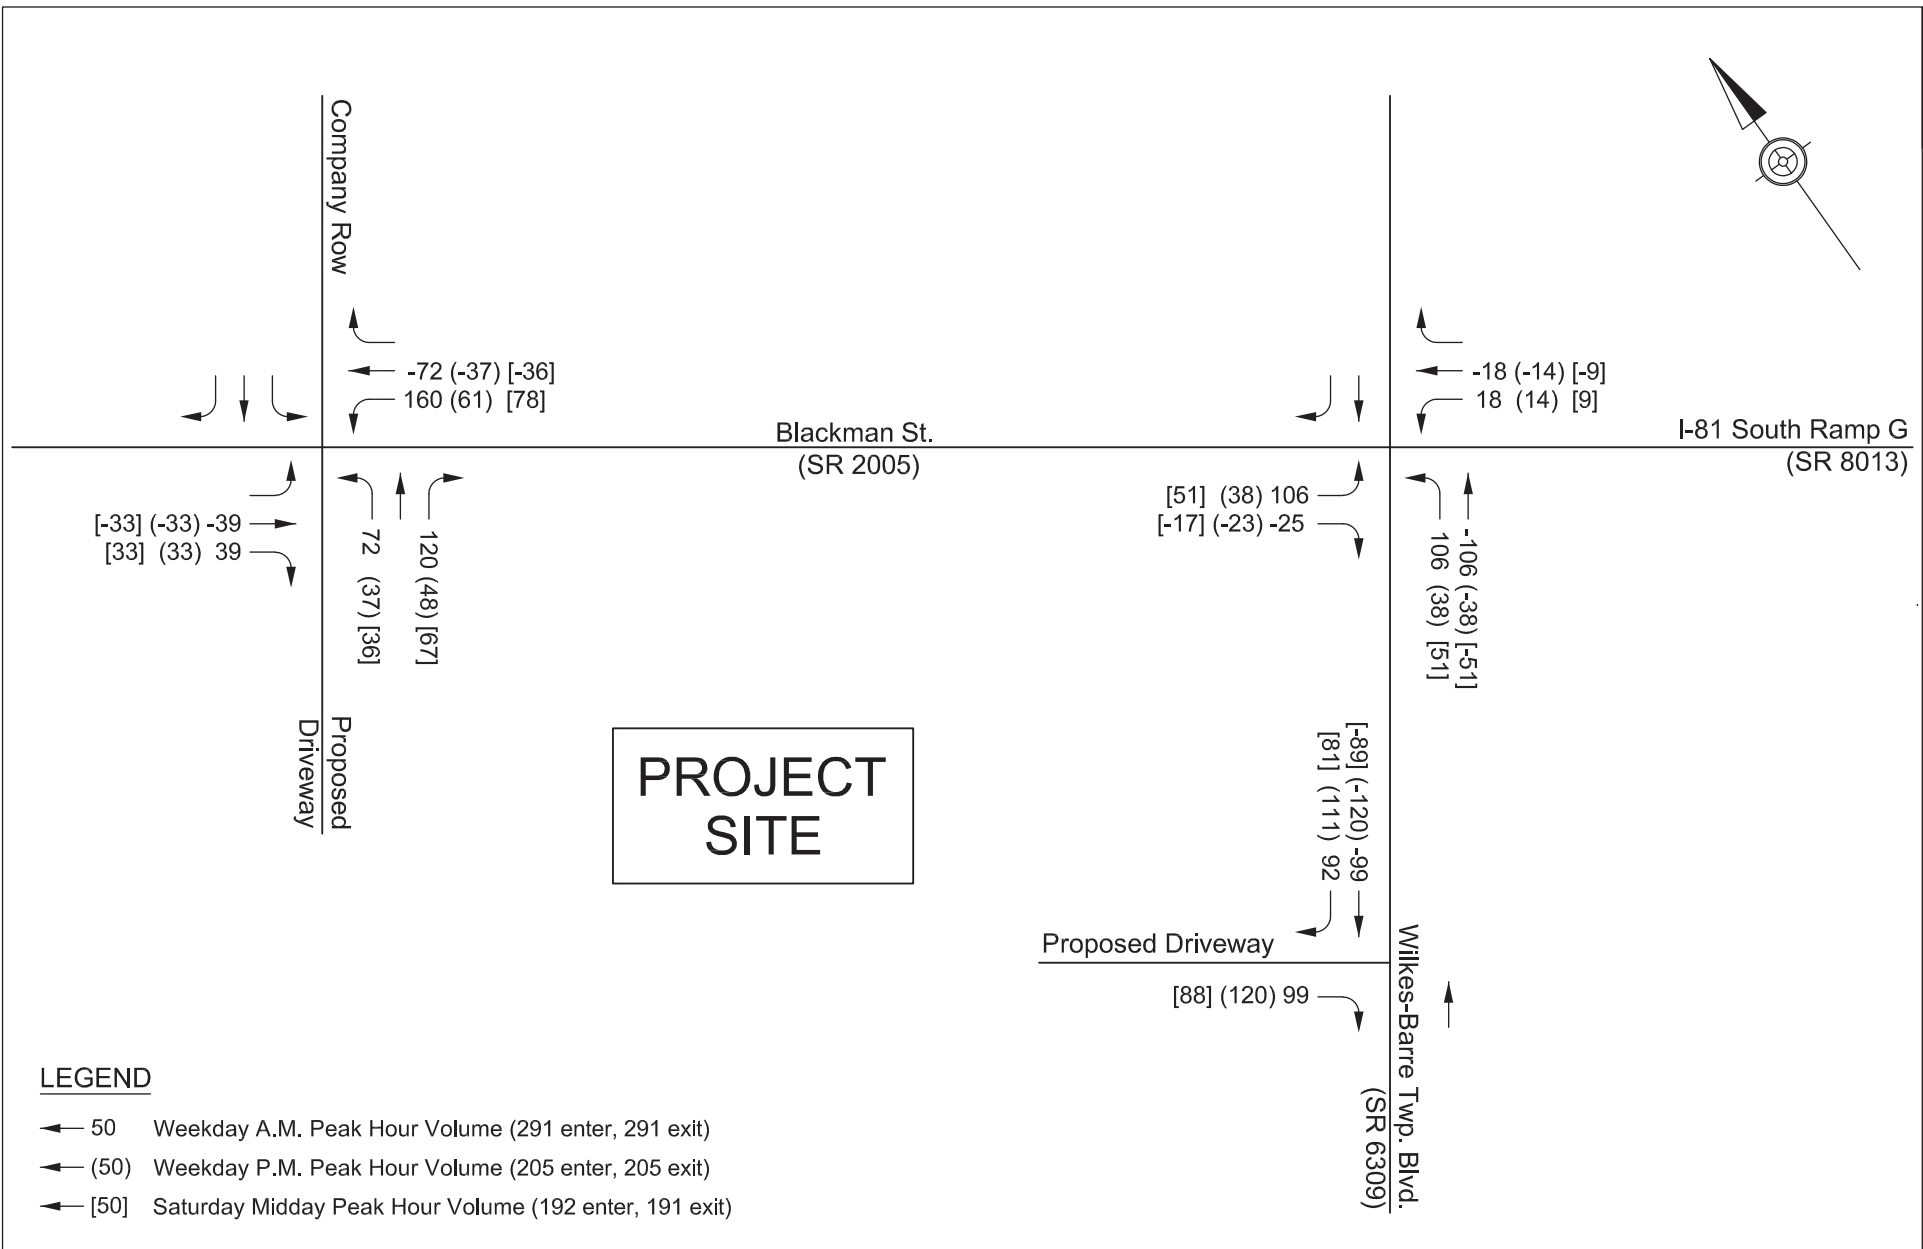 Company Row
-72 (-37) [-36]
160 (61) [78]
-18 (-14) [-9]
18 (14) [9]
Blackman St.
(SR 2005)
I-81 South Ramp G
(SR 8013)
[-33] (-33) -39
[33] (33) 39
72 (37) [36]
120 (48) [67]
[51] (38) 106
[-17] (-23) -25
-106 (-38) [-51]
106 (38) [51]
Proposed
Driveway
PROJECT
SITE
[-89] (-120) -99
[81] (111) 92
Proposed Driveway
[88] (120) 99
Wilkes-Barre Twp. Blvd.
(SR 6309)
LEGEND
50 Weekday A.M. Peak Hour Volume (291 enter, 291 exit)
(50) Weekday P.M. Peak Hour Volume (205 enter, 205 exit)
[50] Saturday Midday Peak Hour Volume (192 enter, 191 exit)